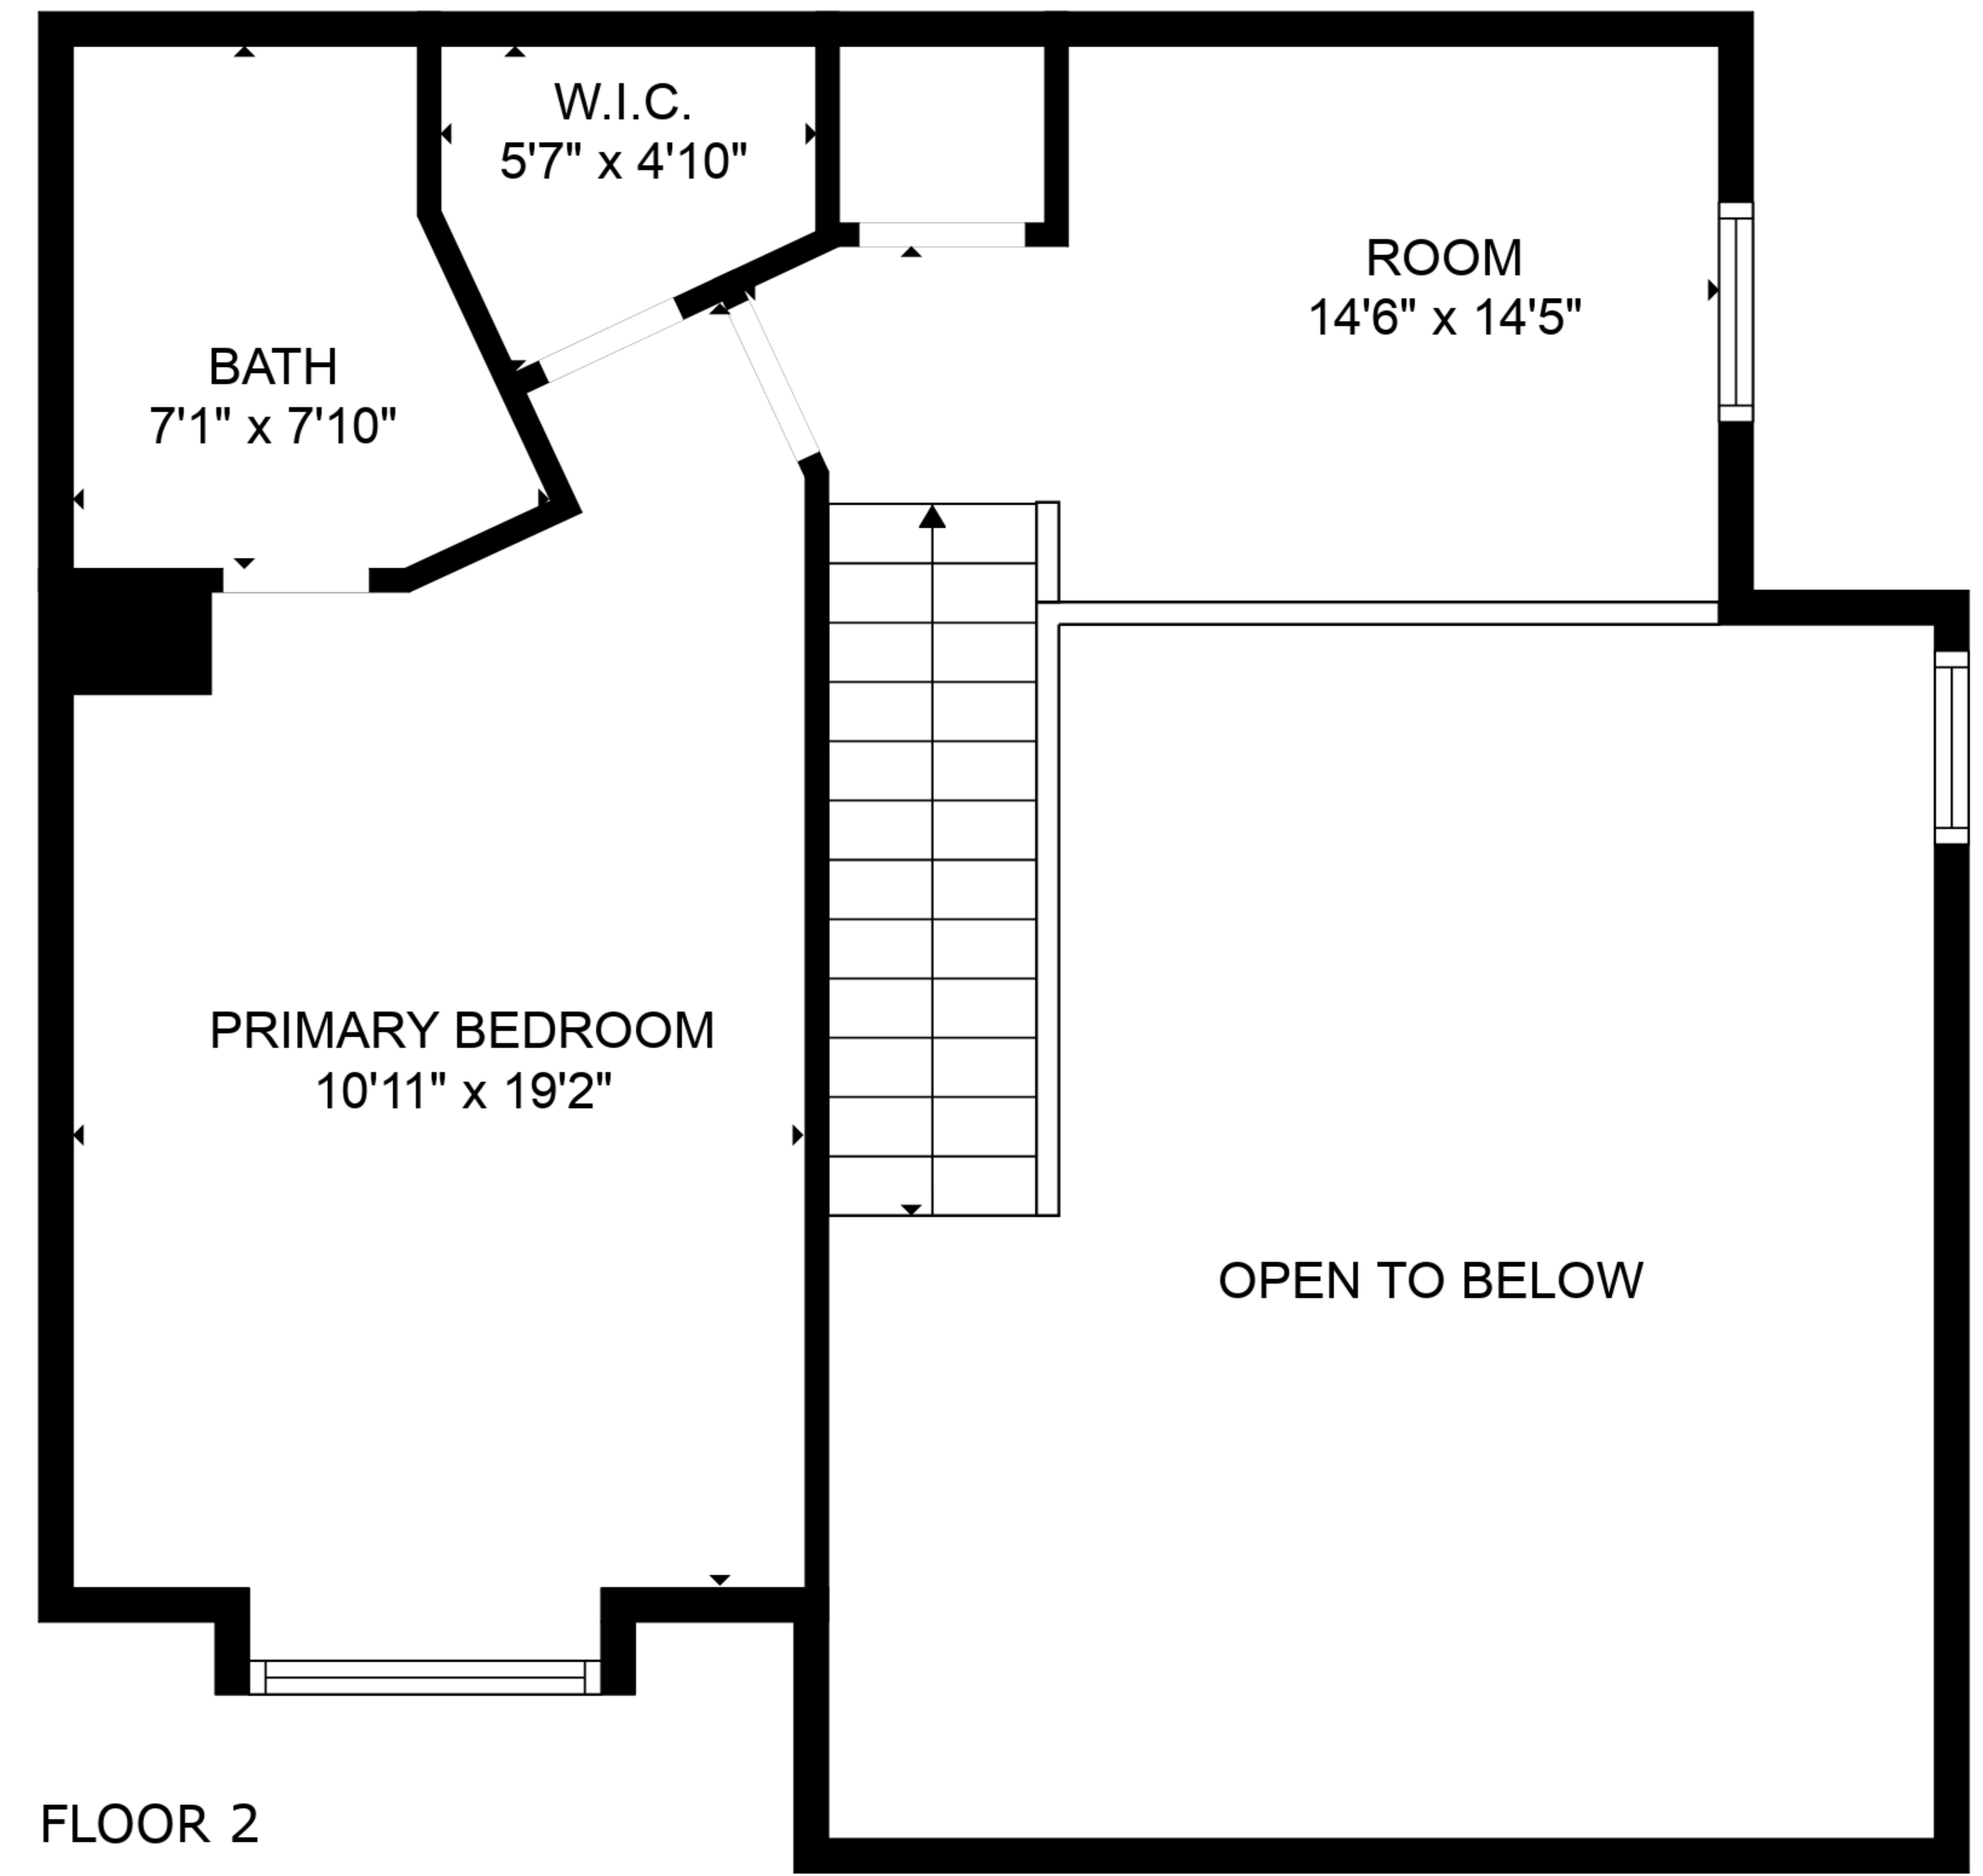 W.I.C.
5'7" x 4'10"
ROOM
14'6" x 14'5"
BATH
7'1" x 7'10"
PRIMARY BEDROOM
10'11" x 19'2"
OPEN TO BELOW
FLOOR 2